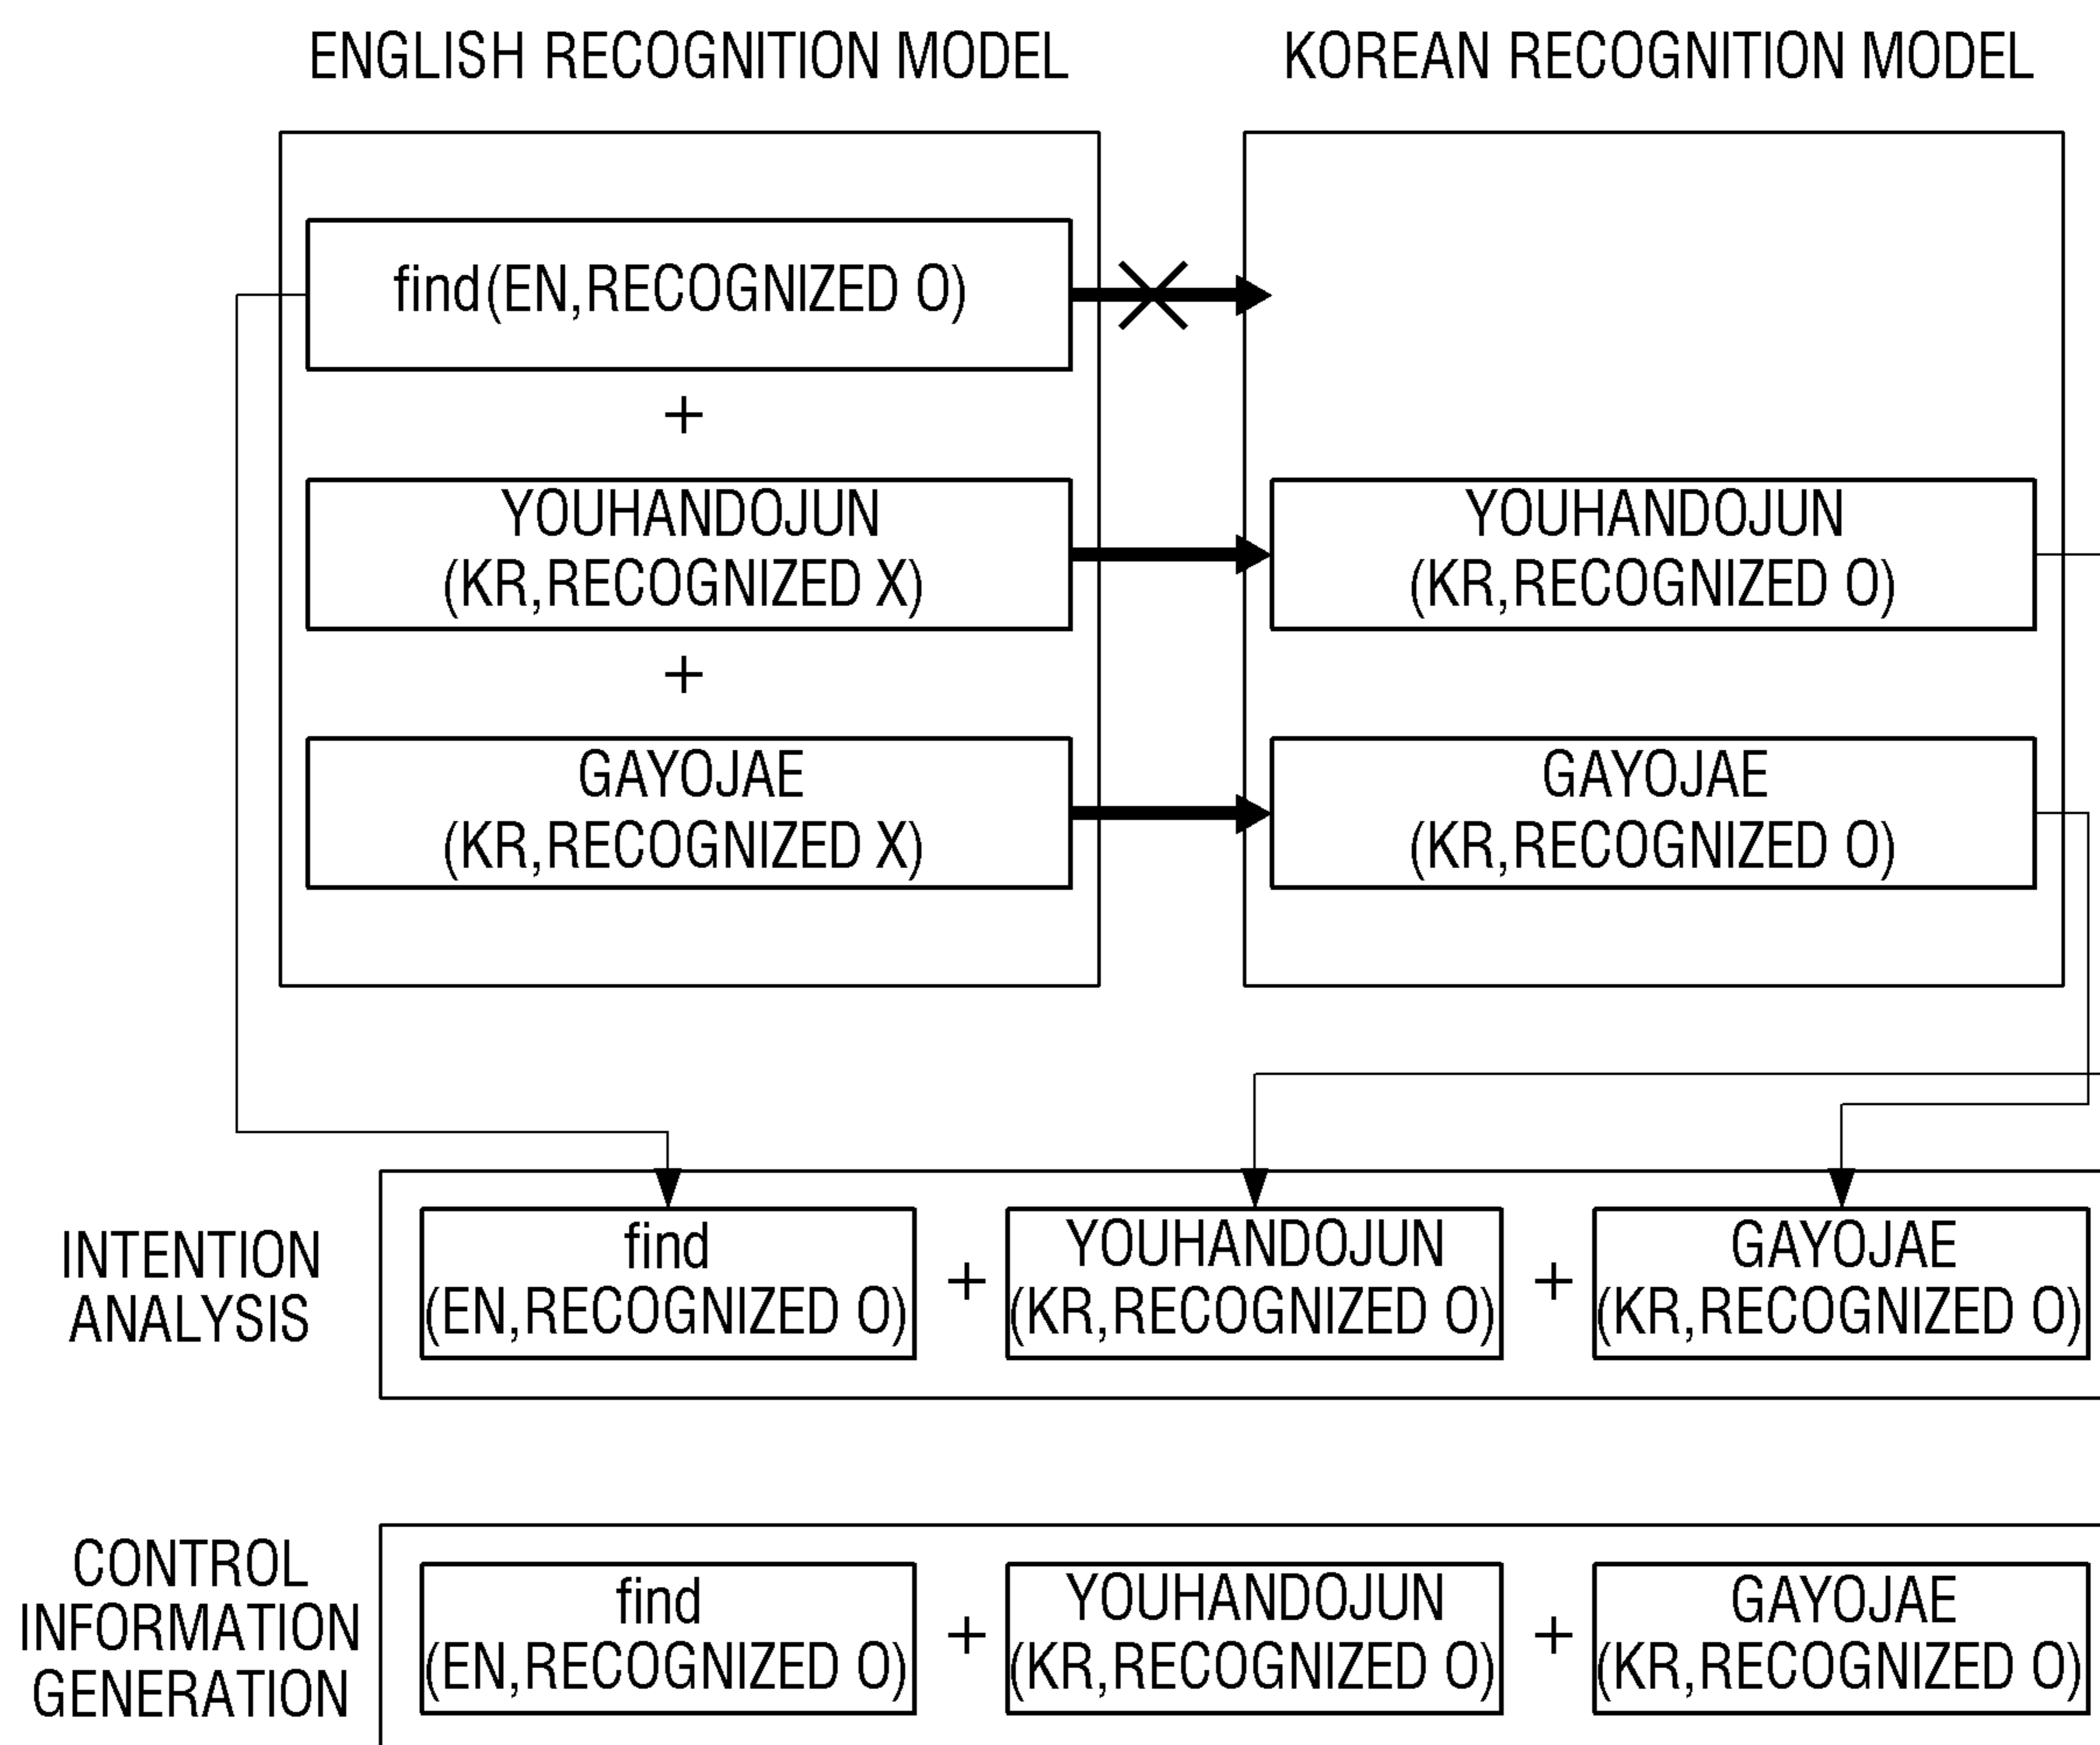 ENGLISH RECOGNITION MODEL
KOREAN RECOGNITION MODEL
find(EN,RECOGNIZED O)
+
YOUHANDOJUN
(KR,RECOGNIZED X)
YOUHANDOJUN
(KR,RECOGNIZED O)
+
GAYOJAE
(KR,RECOGNIZED X)
GAYOJAE
(KR,RECOGNIZED O)
INTENTION
ANALYSIS
find
(EN,RECOGNIZED O)
+
YOUHANDOJUN
(KR,RECOGNIZED O)
+
GAYOJAE
(KR,RECOGNIZED O)
CONTROL
INFORMATION
GENERATION
find
(EN,RECOGNIZED O)
+
YOUHANDOJUN
(KR,RECOGNIZED O)
+
GAYOJAE
(KR,RECOGNIZED O)